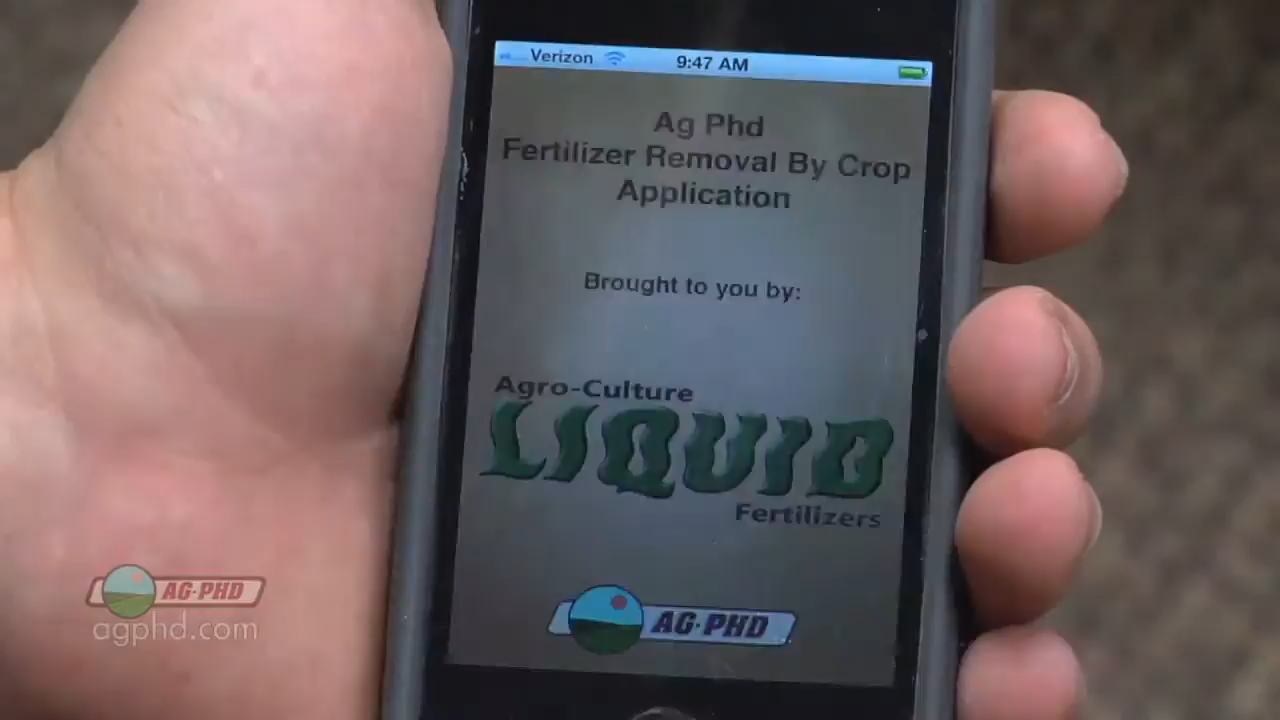 Verizon 9:47 AM
Ag Phd
Fertilizer Removal By Crop
Application
Brought to you by:
Agro-Culture
LIQUID
Fertilizers
AG·PHD
AG·PHD
agphd.com